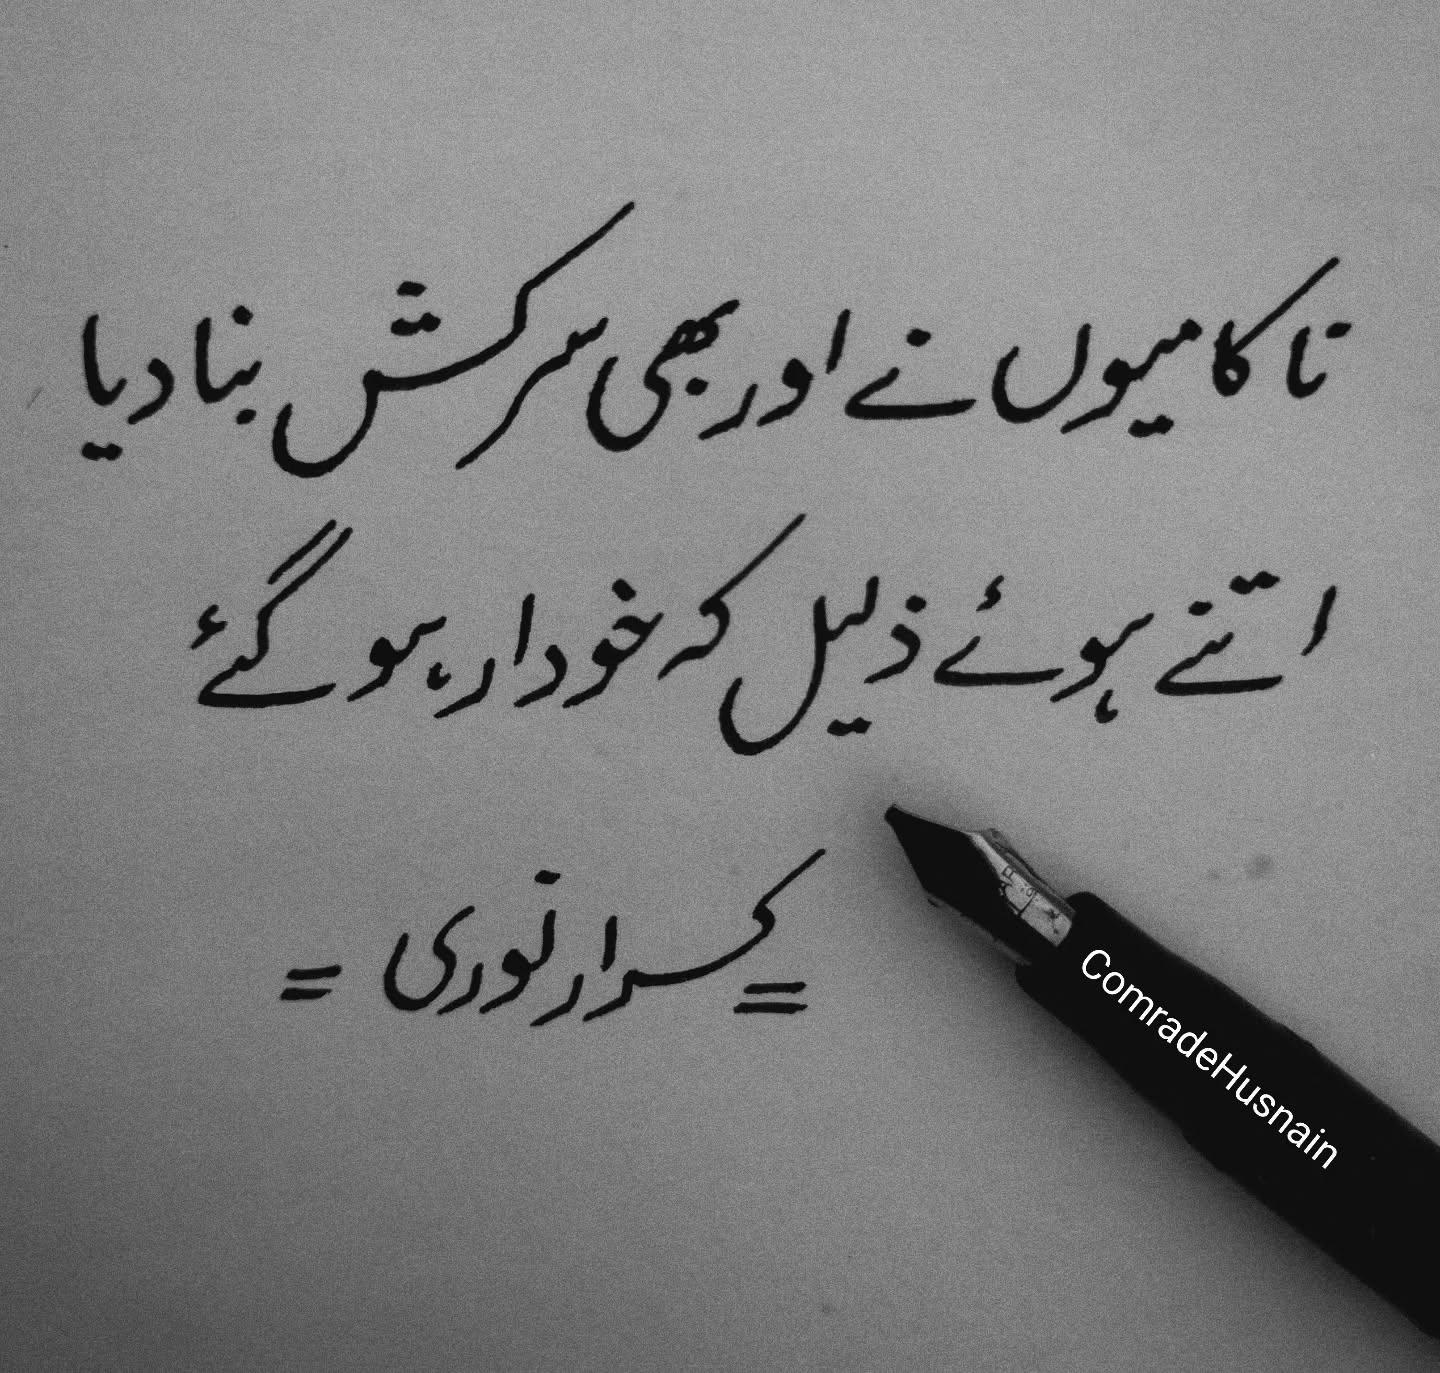 ناکامیوں نے اور بھی سرکش بنا دیا
اتنے ہوئے ذلیل کہ خوددار ہو گئے
= کرار نوری =
ComradeHusnain